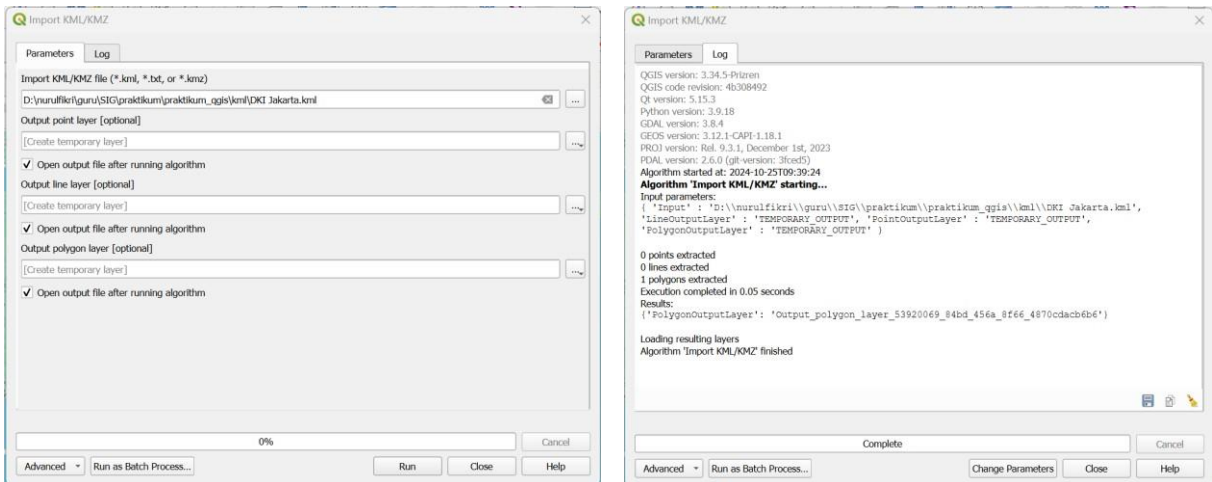 Import KML/KMZ
Parameters Log
Import KML/KMZ file (*.kml, *.txt, or *.kmz)
D:\nurulfikri\guru\SIG\praktikum\praktikum_qgis\kml\DKI Jakarta.kml
...
Output point layer [optional]
[Create temporary layer]
...
Open output file after running algorithm
Output line layer [optional]
[Create temporary layer]
...
Open output file after running algorithm
Output polygon layer [optional]
[Create temporary layer]
...
Open output file after running algorithm
0% Cancel
Advanced Run as Batch Process... Run Close Help
Import KML/KMZ
Parameters Log
QGIS version: 3.34.5-Prizren
QGIS code revision: 4b308492
Qt version: 5.15.3
Python version: 3.9.18
GDAL version: 3.8.4
GEOS version: 3.12.1-CAPI-1.18.1
PROJ version: Rel. 9.3.1, December 1st, 2023
PDAL version: 2.6.0 (git-version: 3fced5)
Algorithm started at: 2024-10-25T09:39:24
Algorithm 'Import KML/KMZ' starting...
Input parameters:
{ 'Input' : 'D:\\nurulfikri\\guru\\SIG\\praktikum\\praktikum_qgis\\kml\\DKI Jakarta.kml',
'LineOutputLayer' : 'TEMPORARY_OUTPUT', 'PointOutputLayer' : 'TEMPORARY_OUTPUT',
'PolygonOutputLayer' : 'TEMPORARY_OUTPUT' }
0 points extracted
0 lines extracted
1 polygons extracted
Execution completed in 0.05 seconds
Results:
{'PolygonOutputLayer': 'Output_polygon_layer_53920069_84bd_456a_8f66_4870cdacb6b6'}
Loading resulting layers
Algorithm 'Import KML/KMZ' finished
Complete Cancel
Advanced Run as Batch Process... Change Parameters Close Help